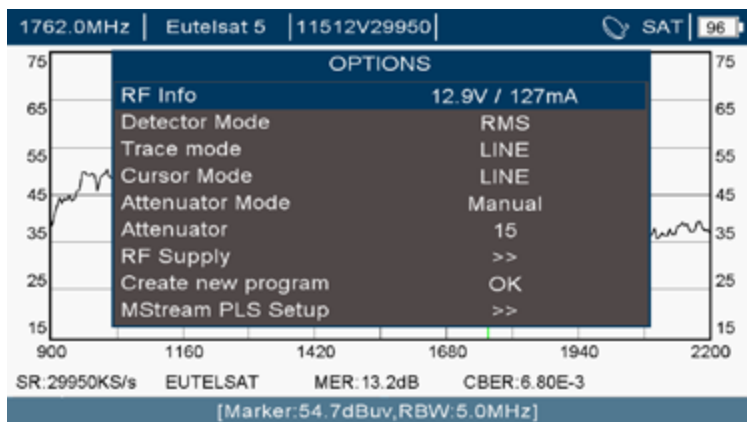 1762.0MHz | Eutelsat 5 |11512V29950| SAT| 96
OPTIONS
RF Info 12.9V / 127mA
Detector Mode RMS
Trace mode LINE
Cursor Mode LINE
Attenuator Mode Manual
Attenuator 15
RF Supply >>
Create new program OK
MStream PLS Setup >>
75 75
65 65
55 55
45 45
35 35
25 25
15 15
900 1160 1420 1680 1940 2200
SR:29950KS/s EUTELSAT MER:13.2dB CBER:6.80E-3
[Marker:54.7dBuv,RBW:5.0MHz]